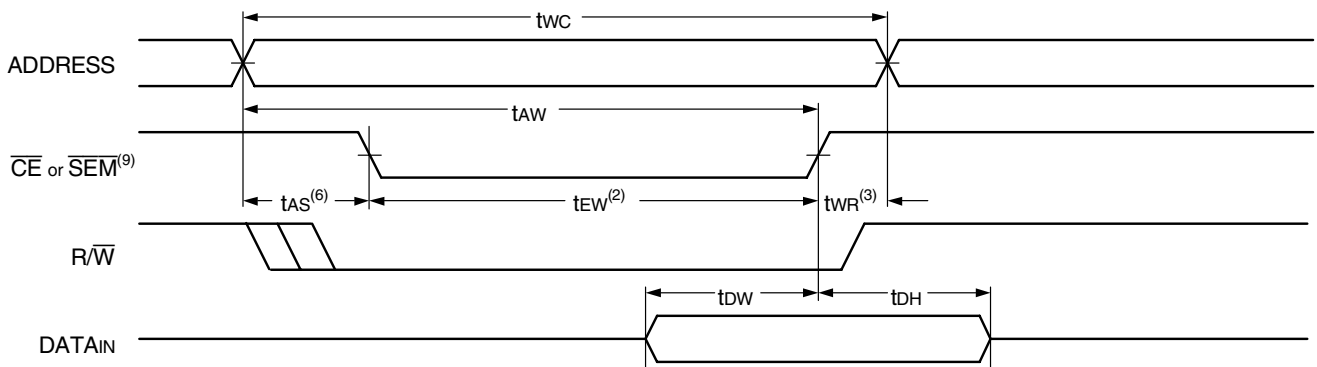 tWC
ADDRESS
tAW
CE or SEM(9)
tAS(6) tEW(2) tWR(3)
R/W
tDW tDH
DATAIN